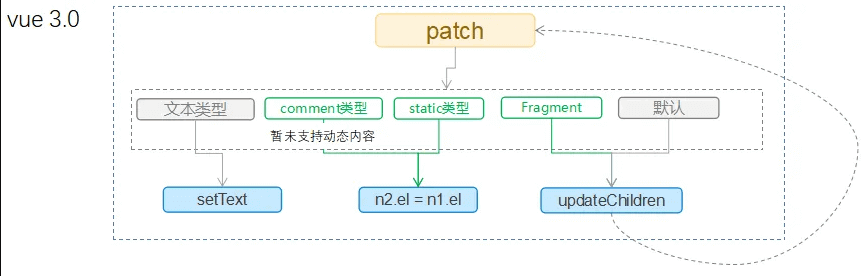 vue 3.0
patch
文本类型
comment类型
static类型
Fragment
默认
暂未支持动态内容
setText
n2.el = n1.el
updateChildren